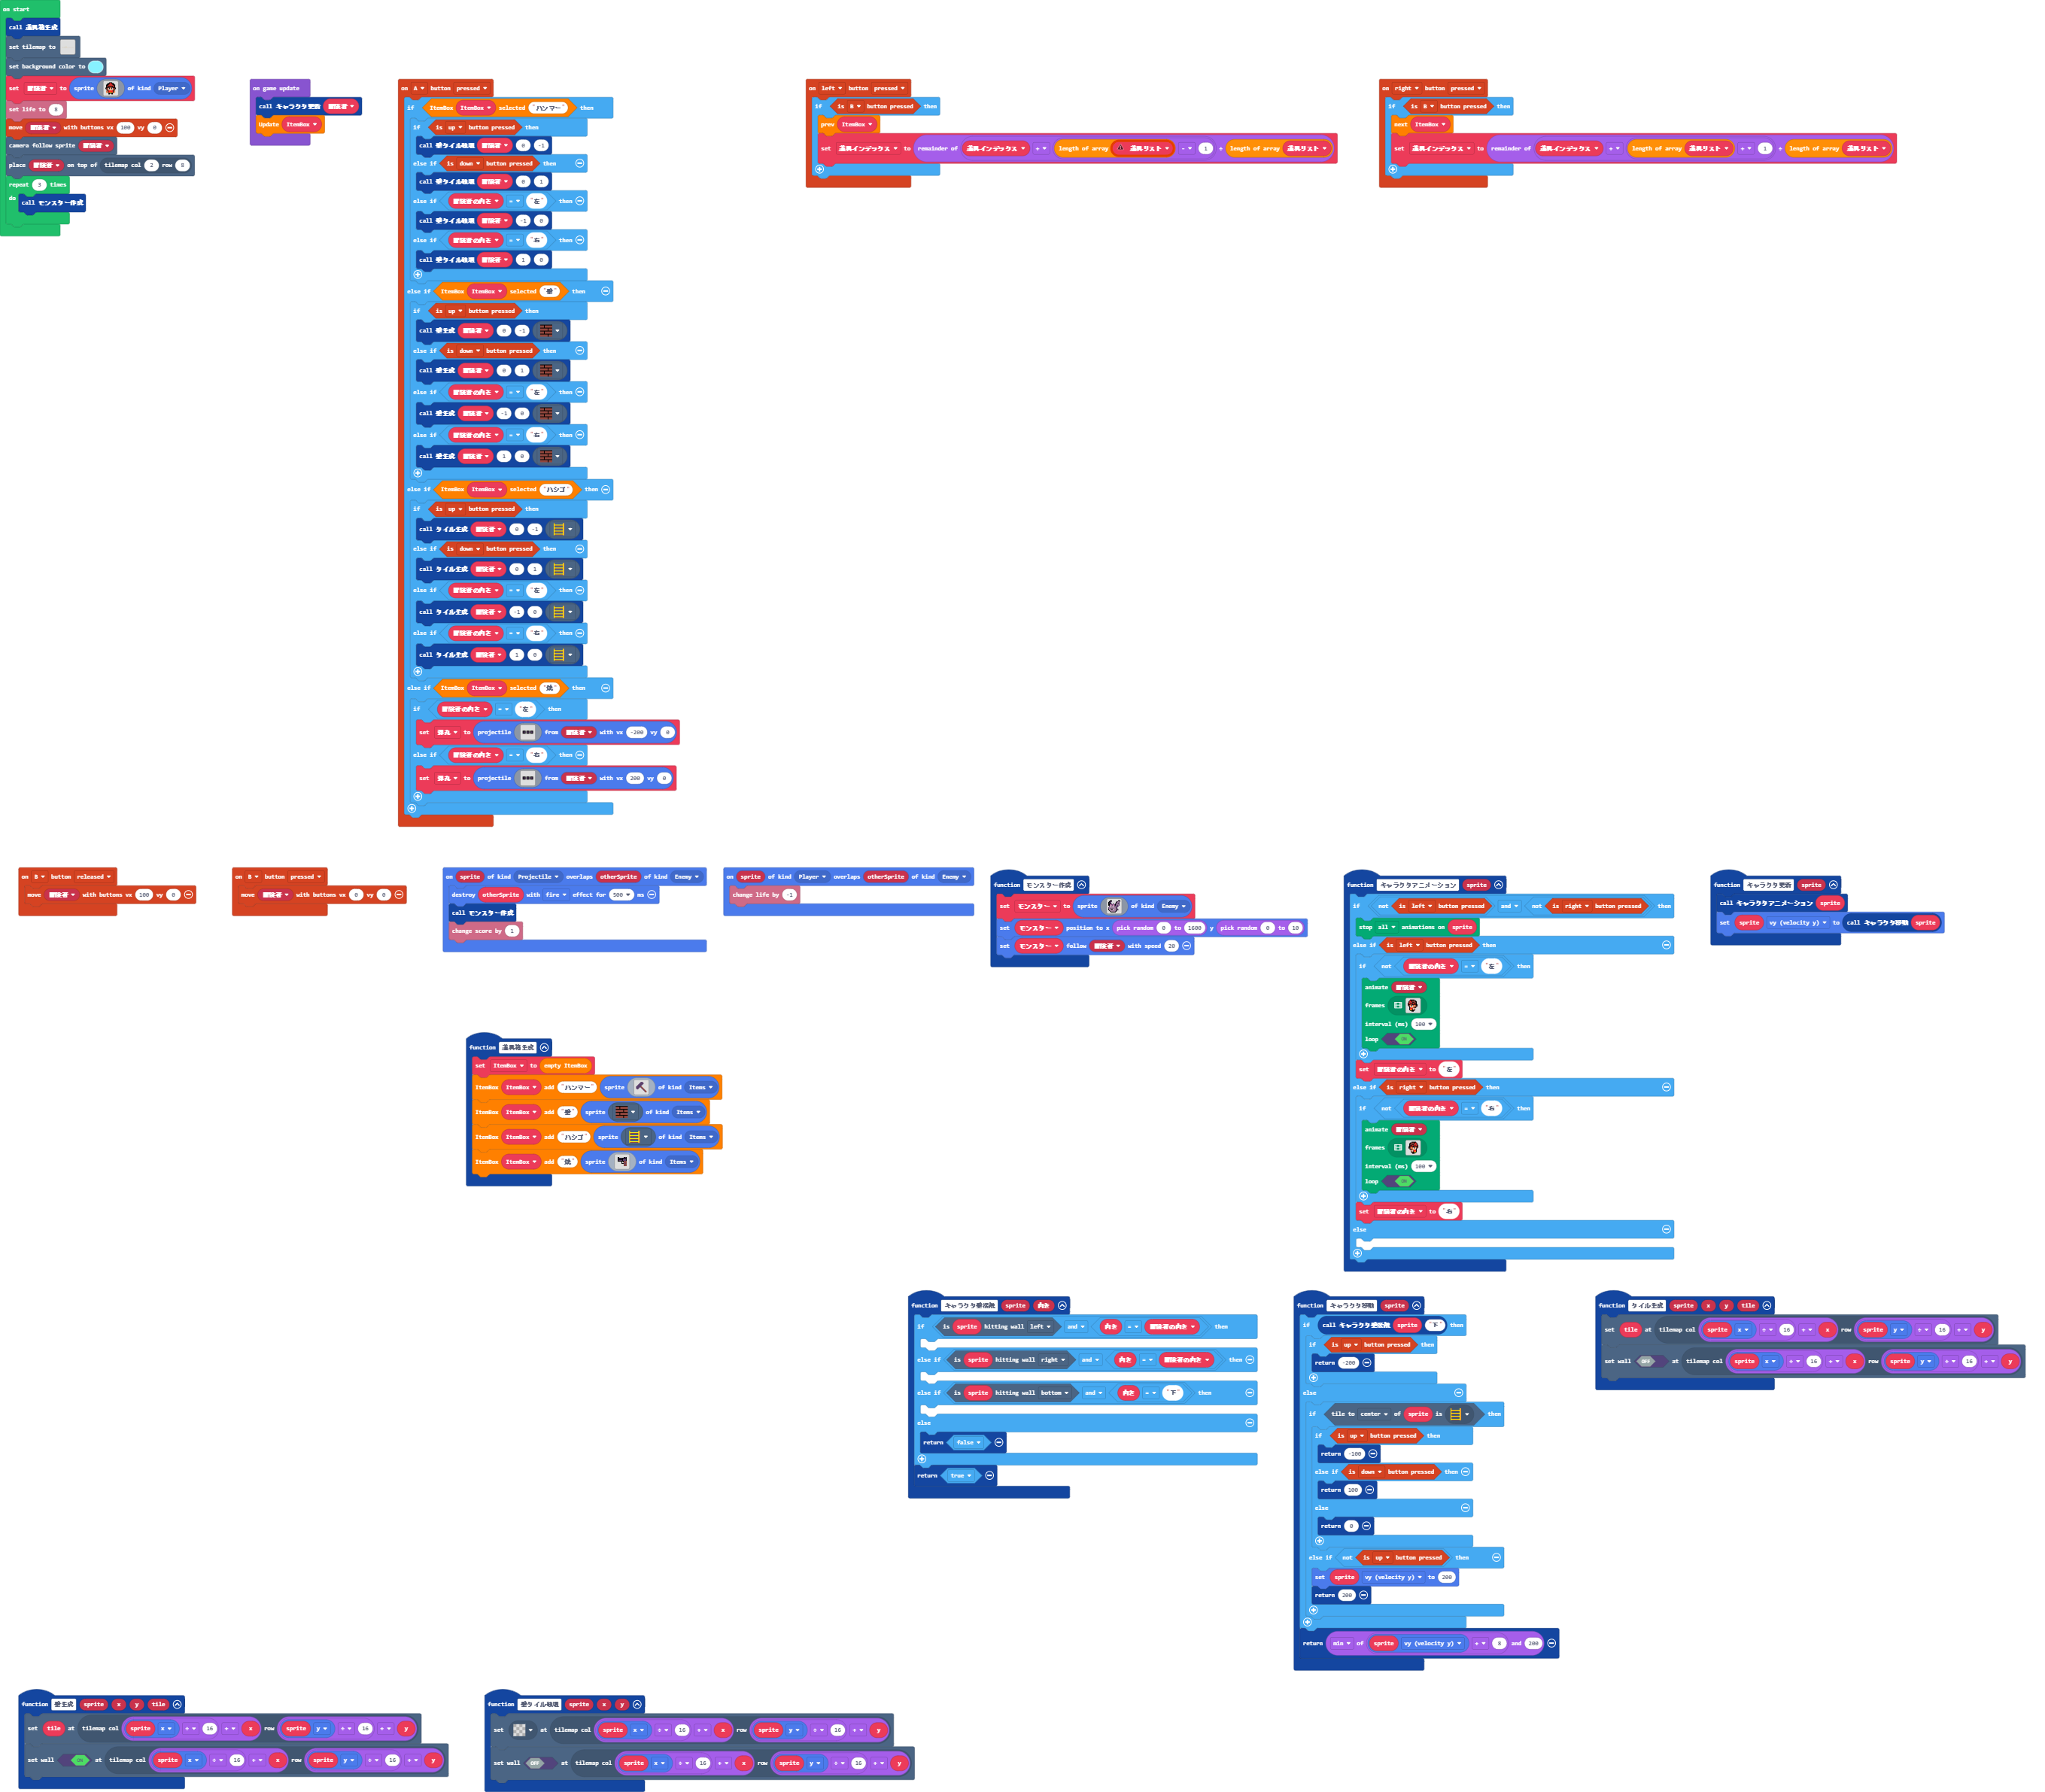 on start
call 道具箱生成
set tilemap to
set background color to
set 冒険者 to sprite of kind Player
set life to 8
move 冒険者 with buttons vx 100 vy 0
camera follow sprite 冒険者
place 冒険者 on top of tilemap col 2 row 8
repeat 3 times
do
call モンスター作成
on game update
call キャラクタ更新 冒険者
Update ItemBox
on A button pressed
if ItemBox ItemBox selected "ハンマー" then
if is up button pressed then
call 壁タイル破壊 冒険者 0 -1
else if is down button pressed then
call 壁タイル破壊 冒険者 0 1
else if 冒険者の向き = "左" then
call 壁タイル破壊 冒険者 -1 0
else if 冒険者の向き = "右" then
call 壁タイル破壊 冒険者 1 0
else if ItemBox ItemBox selected "壁" then
if is up button pressed then
call 壁生成 冒険者 0 -1
else if is down button pressed then
call 壁生成 冒険者 0 1
else if 冒険者の向き = "左" then
call 壁生成 冒険者 -1 0
else if 冒険者の向き = "右" then
call 壁生成 冒険者 1 0
else if ItemBox ItemBox selected "ハシゴ" then
if is up button pressed then
call タイル生成 冒険者 0 -1
else if is down button pressed then
call タイル生成 冒険者 0 1
else if 冒険者の向き = "左" then
call タイル生成 冒険者 -1 0
else if 冒険者の向き = "右" then
call タイル生成 冒険者 1 0
else if ItemBox ItemBox selected then
if 冒険者の向き = "左" then
set 弾丸 to projectile from 冒険者 with vx -200 vy 0
else if 冒険者の向き = "右" then
set 弾丸 to projectile from 冒険者 with vx 200 vy 0
on left button pressed
if is B button pressed then
prev ItemBox
set 道具インデックス to remainder of 道具インデックス + length of array 道具リスト - 1 ÷ length of array 道具リスト
on right button pressed
if is B button pressed then
next ItemBox
set 道具インデックス to remainder of 道具インデックス + length of array 道具リスト + 1 ÷ length of array 道具リスト
on B button released
move 冒険者 with buttons vx 100 vy 0
on B button pressed
move 冒険者 with buttons vx 0 vy 0
on sprite of kind Projectile overlaps otherSprite of kind Enemy
destroy otherSprite with fire effect for 500 ms
call モンスター作成
change score by 1
on sprite of kind Player overlaps otherSprite of kind Enemy
change life by -1
function モンスター作成
set モンスター to sprite of kind Enemy
set モンスター position to x pick random 0 to 1600 y pick random 0 to 10
set モンスター follow 冒険者 with speed 20
function キャラクタアニメーション sprite
if not is left button pressed and not is right button pressed then
stop all animations on sprite
else if is left button pressed then
if not 冒険者の向き = "左" then
animate 冒険者
frames
interval (ms) 100
loop ON
set 冒険者の向き to "左"
else if is right button pressed then
if not 冒険者の向き = "右" then
animate 冒険者
frames
interval (ms) 100
loop ON
set 冒険者の向き to "右"
else
function キャラクタ更新 sprite
call キャラクタアニメーション sprite
set sprite vy (velocity y) to call キャラクタ移動 sprite
function 道具箱生成
set ItemBox to empty ItemBox
ItemBox ItemBox add "ハンマー" sprite of kind Items
ItemBox ItemBox add "壁" sprite of kind Items
ItemBox ItemBox add "ハシゴ" sprite of kind Items
ItemBox ItemBox add sprite of kind Items
function キャラクタ壁接触 sprite 向き
if is sprite hitting wall left and 向き = 冒険者の向き then
else if is sprite hitting wall right and 向き = 冒険者の向き then
else if is sprite hitting wall bottom and 向き = "下" then
else
return false
return true
function キャラクタ移動 sprite
if call キャラクタ壁接触 sprite "下" then
if is up button pressed then
return -200
else
if tile to center of sprite is then
if is up button pressed then
return -100
else if is down button pressed then
return 100
else
return 0
else if not is up button pressed then
set sprite vy (velocity y) to 200
return 200
return min of sprite vy (velocity y) + 8 and 200
function タイル生成 sprite x y tile
set tile at tilemap col sprite x ÷ 16 + x row sprite y ÷ 16 + y
set wall OFF at tilemap col sprite x ÷ 16 + x row sprite y ÷ 16 + y
function 壁生成 sprite x y tile
set tile at tilemap col sprite x ÷ 16 + x row sprite y ÷ 16 + y
set wall ON at tilemap col sprite x ÷ 16 + x row sprite y ÷ 16 + y
function 壁タイル破壊 sprite x y
set at tilemap col sprite x ÷ 16 + x row sprite y ÷ 16 + y
set wall OFF at tilemap col sprite x ÷ 16 + x row sprite y ÷ 16 + y